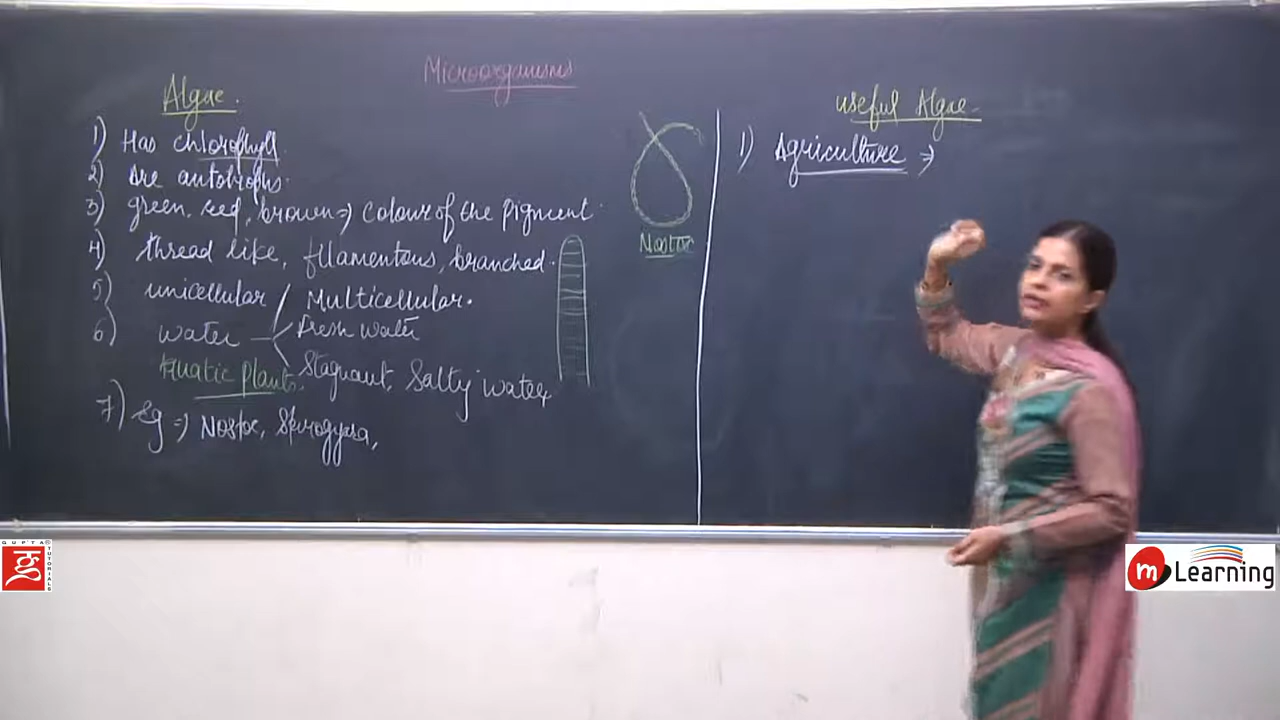 Microorganisms
Algae.
1) Has chlorophyll.
2) Are autotrophs.
3) green, red, brown => Colour of the Pigment.
4) thread like, filamentous, branched.
5) unicellular / Multicellular.
6) water - Fresh water
Aquatic Plants. Stagnant, Salty water
7) Eg => Nostoc, Spirogyra,
Nostoc
useful Algae.
1) Agriculture =>
GUPTA
TUTORIALS
m Learning